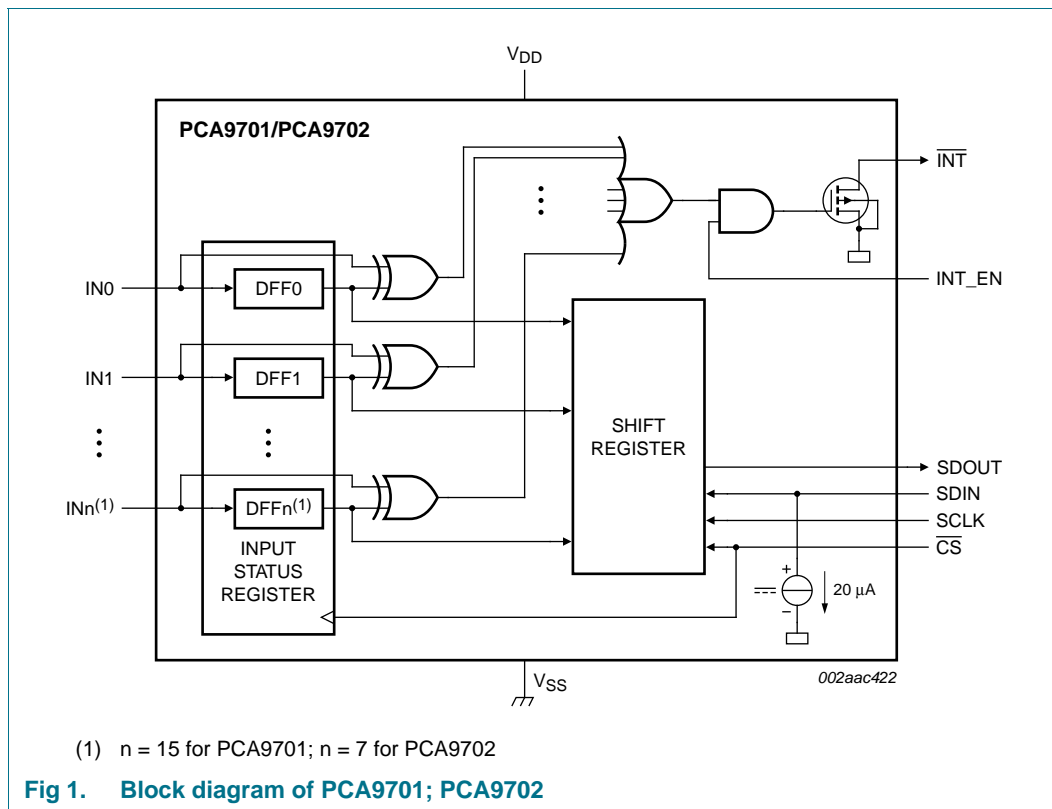 VDD
PCA9701/PCA9702
INT
INT_EN
IN0
DFF0
IN1
DFF1
INn(1)
DFFn(1)
INPUT
STATUS
REGISTER
SHIFT
REGISTER
SDOUT
SDIN
SCLK
CS
+
−
20 μA
VSS
002aac422
(1) n = 15 for PCA9701; n = 7 for PCA9702
Fig 1. Block diagram of PCA9701; PCA9702